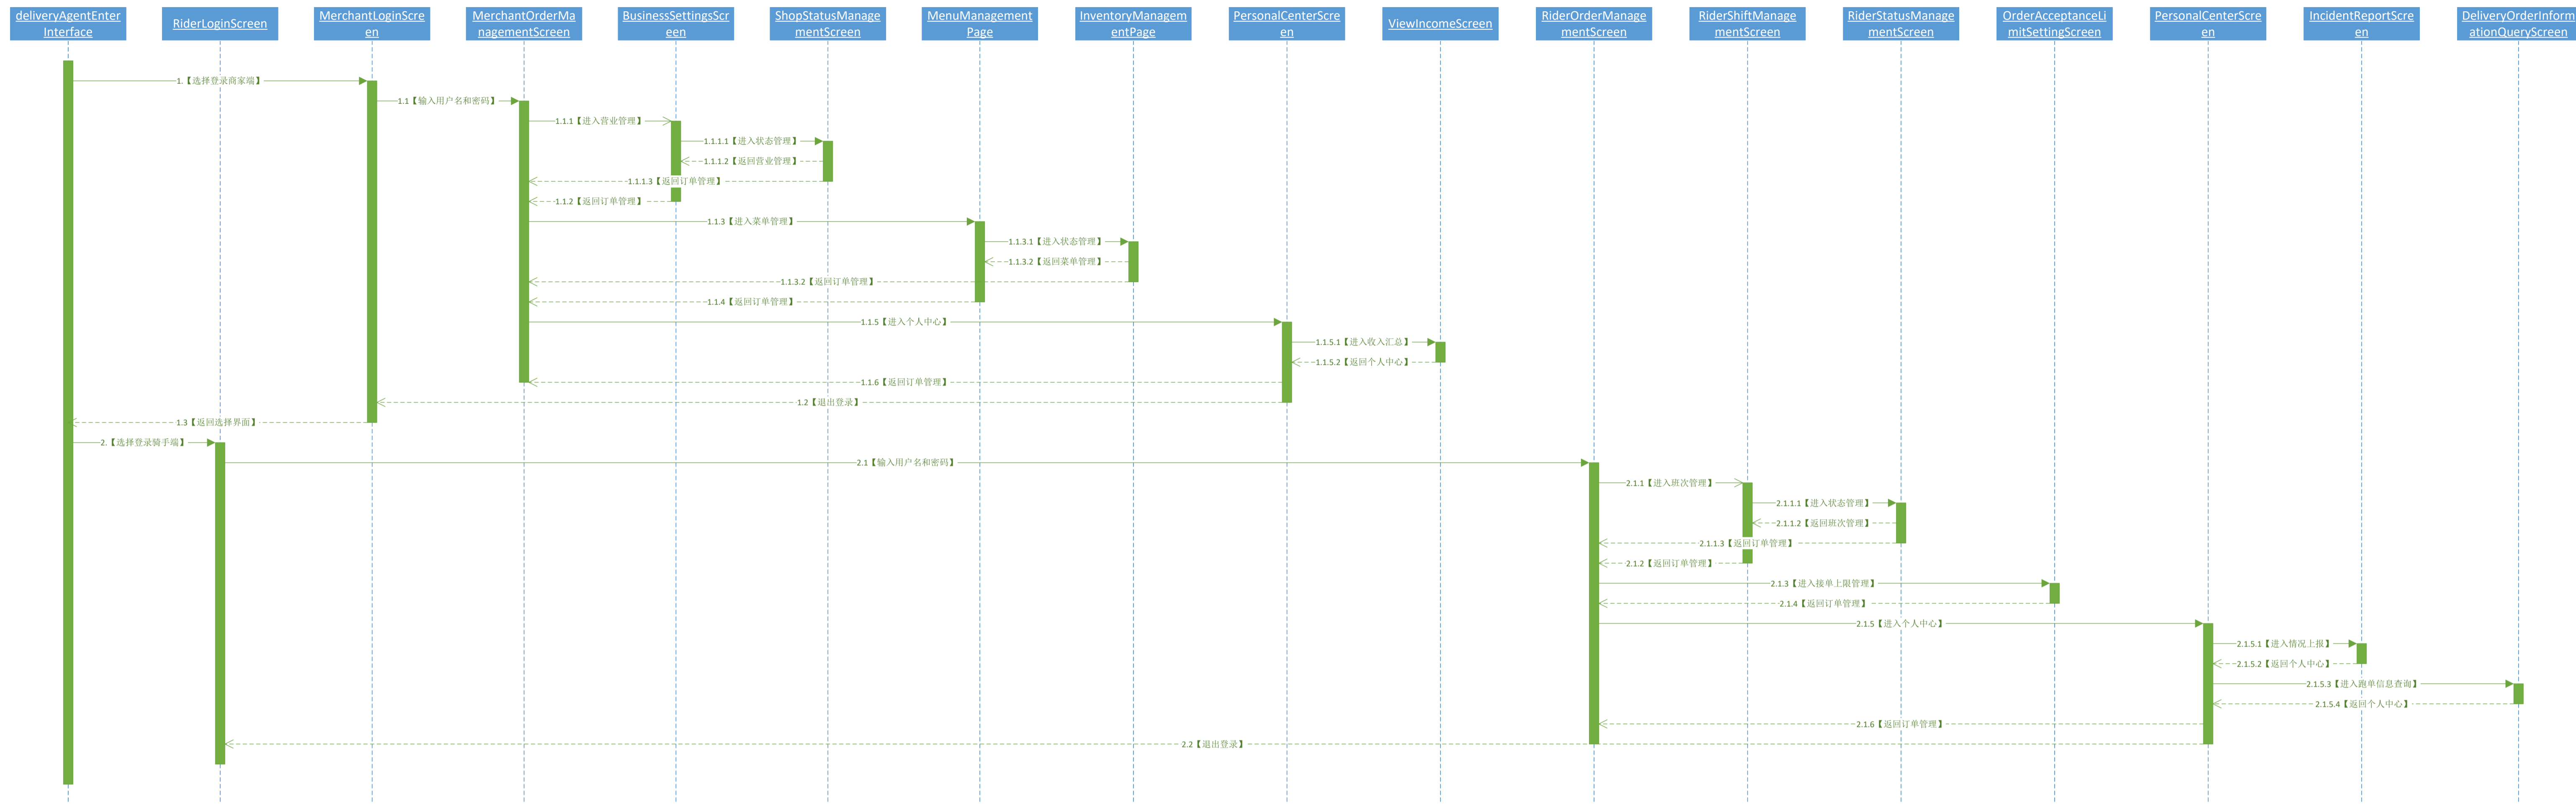 deliveryAgentEnter
Interface
RiderLoginScreen
MerchantLoginScre
en
MerchantOrderMa
nagementScreen
BusinessSettingsScr
een
ShopStatusManage
mentScreen
MenuManagement
Page
InventoryManagem
entPage
PersonalCenterScre
en
ViewIncomeScreen
RiderOrderManage
mentScreen
RiderShiftManage
mentScreen
RiderStatusManage
mentScreen
OrderAcceptanceLi
mitSettingScreen
PersonalCenterScre
en
IncidentReportScre
en
DeliveryOrderInform
ationQueryScreen
1.【选择登录商家端】
1.1【输入用户名和密码】
1.1.1【进入营业管理】
1.1.1.1【进入状态管理】
1.1.1.2【返回营业管理】
1.1.1.3【返回订单管理】
1.1.2【返回订单管理】
1.1.3【进入菜单管理】
1.1.3.1【进入状态管理】
1.1.3.2【返回菜单管理】
1.1.3.2【返回订单管理】
1.1.4【返回订单管理】
1.1.5【进入个人中心】
1.1.5.1【进入收入汇总】
1.1.5.2【返回个人中心】
1.1.6【返回订单管理】
1.2【退出登录】
1.3【返回选择界面】
2.【选择登录骑手端】
2.1【输入用户名和密码】
2.1.1【进入班次管理】
2.1.1.1【进入状态管理】
2.1.1.2【返回班次管理】
2.1.1.3【返回订单管理】
2.1.2【返回订单管理】
2.1.3【进入接单上限管理】
2.1.4【返回订单管理】
2.1.5【进入个人中心】
2.1.5.1【进入情况上报】
2.1.5.2【返回个人中心】
2.1.5.3【进入跑单信息查询】
2.1.5.4【返回个人中心】
2.1.6【返回订单管理】
2.2【退出登录】